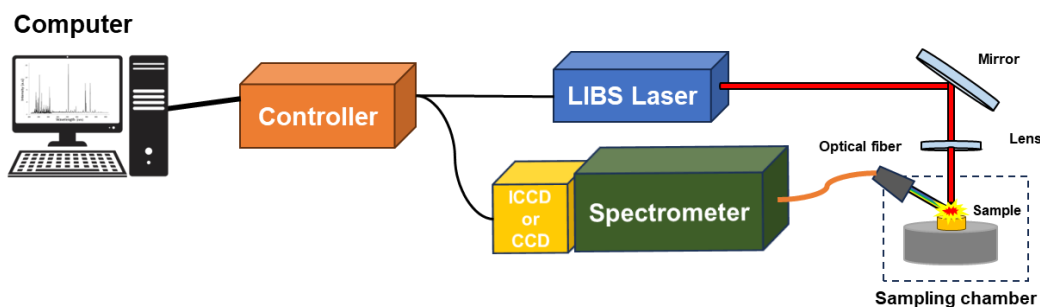 Computer
Controller
LIBS Laser
Mirror
Lens
Optical fiber
ICCD
or
CCD
Spectrometer
Sample
Sampling chamber